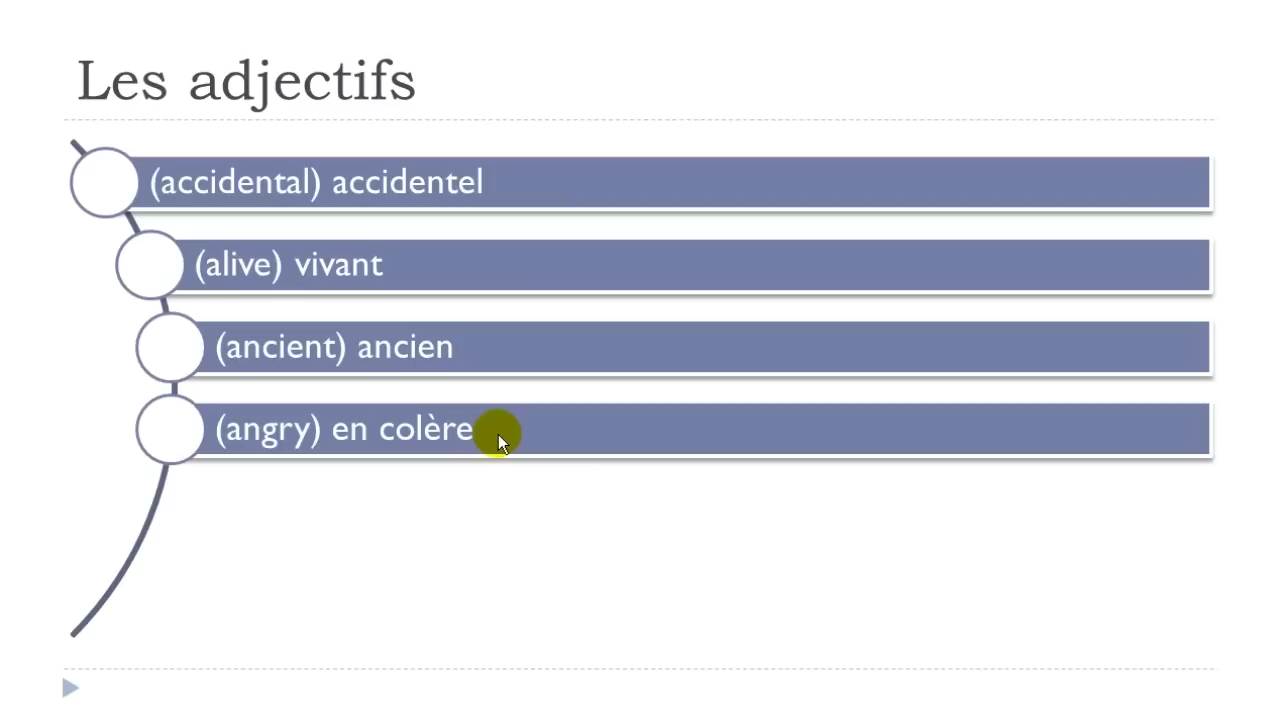 Les adjectifs
(accidental) accidentel
(alive) vivant
(ancient) ancien
(angry) en colère